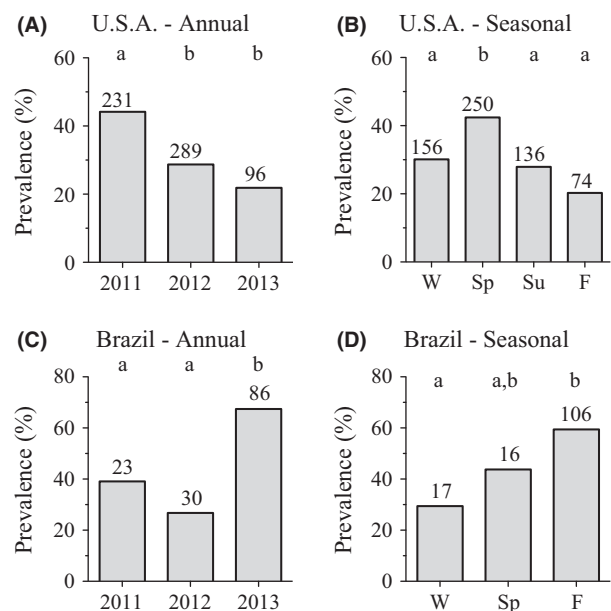 (A) U.S.A. - Annual
a b b
60
40
20
0
Prevalence (%)
231
289
96
2011 2012 2013
(B) U.S.A. - Seasonal
a b a a
60
40
20
0
Prevalence (%)
156
250
136
74
W Sp Su F
(C) Brazil - Annual
a a b
80
60
40
20
0
Prevalence (%)
23
30
86
2011 2012 2013
(D) Brazil - Seasonal
a a,b b
80
60
40
20
0
Prevalence (%)
17
16
106
W Sp F